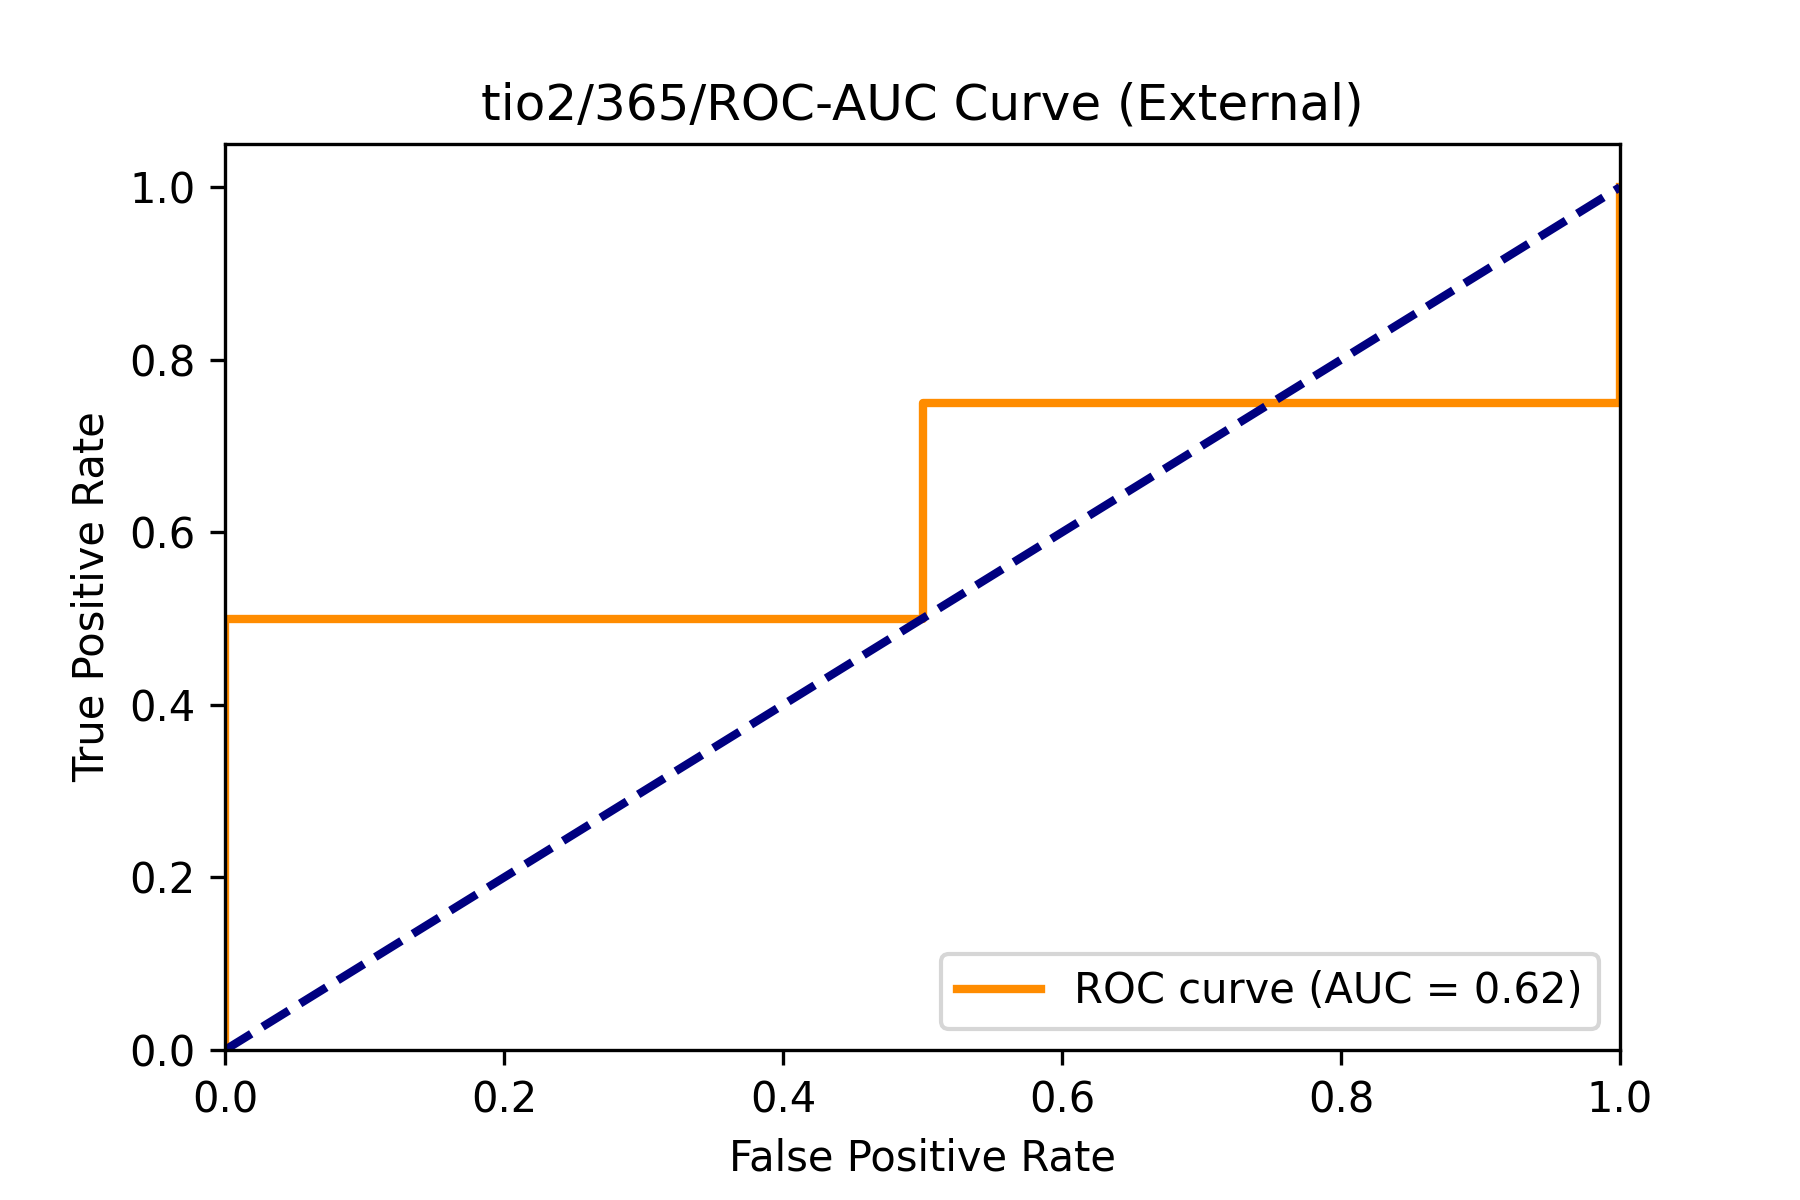 tio2/365/ROC-AUC Curve (External)
1.0
0.8
0.6
0.4
0.2
0.0
True Positive Rate
ROC curve (AUC = 0.62)
0.0 0.2 0.4 0.6 0.8 1.0
False Positive Rate